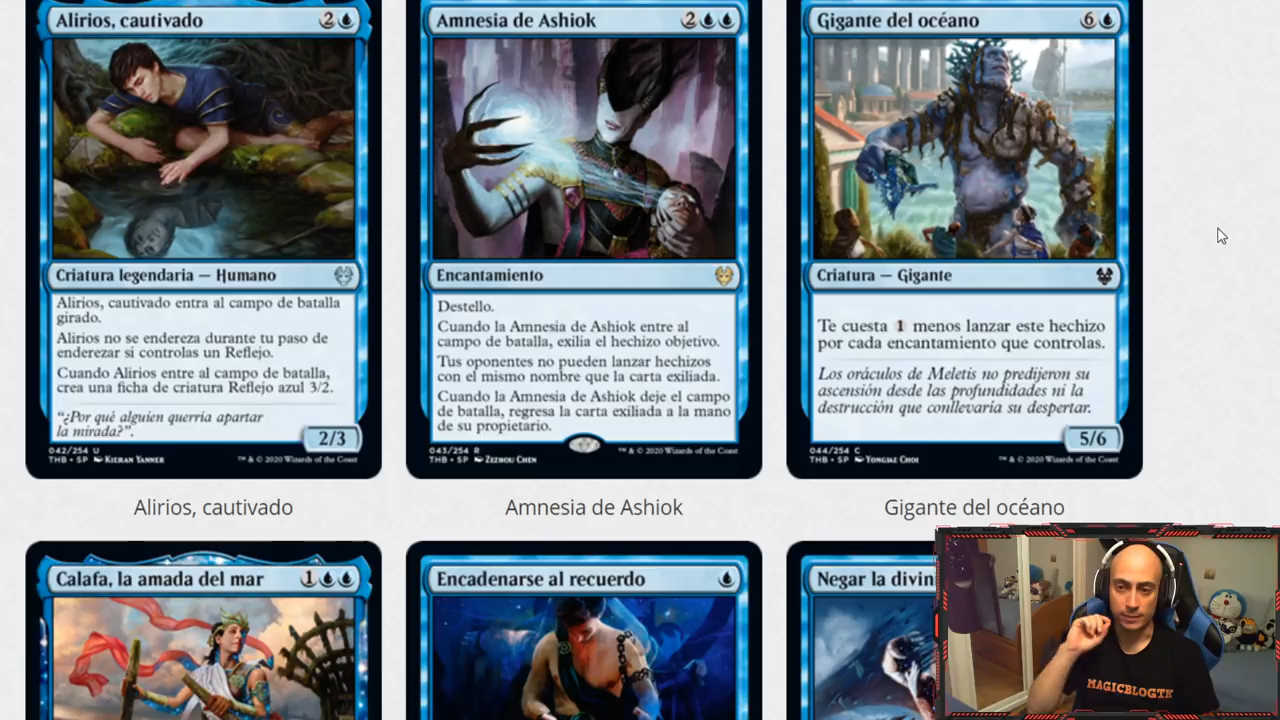 Alirios, cautivado 2
Criatura legendaria — Humano
Alirios, cautivado entra al campo de batalla
girado.
Alirios no se endereza durante tu paso de
enderezar si controlas un Reflejo.
Cuando Alirios entre al campo de batalla,
crea una ficha de criatura Reflejo azul 3/2.
“¿Por qué alguien querría apartar
la mirada?”.
2/3
042/254 U
THB • SP KIERAN YANNER
™ & © 2020 Wizards of the Coast
Alirios, cautivado
Amnesia de Ashiok 2
Encantamiento
Destello.
Cuando la Amnesia de Ashiok entre al
campo de batalla, exilia el hechizo objetivo.
Tus oponentes no pueden lanzar hechizos
con el mismo nombre que la carta exiliada.
Cuando la Amnesia de Ashiok deje el campo
de batalla, regresa la carta exiliada a la mano
de su propietario.
043/254 R
THB • SP ZEZHOU CHEN
™ & © 2020 Wizards of the Coast
Amnesia de Ashiok
Gigante del océano 6
Criatura — Gigante
Te cuesta 1 menos lanzar este hechizo
por cada encantamiento que controlas.
Los oráculos de Meletis no predijeron su
ascensión desde las profundidades ni la
destrucción que conllevaría su despertar.
5/6
044/254 C
THB • SP YONGJAE CHOI
™ & © 2020 Wizards of the Coast
Gigante del océano
Calafa, la amada del mar 1
Encadenarse al recuerdo
Negar la divin
MAGICBLOGTK